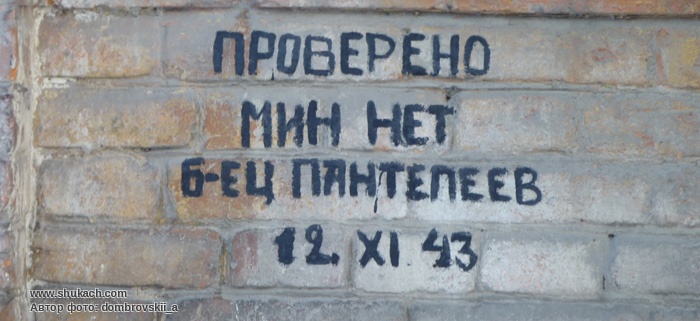 ПРОВЕРЕНО
МИН НЕТ
Б-ЕЦ ПАНТЕЛЕЕВ
12. XI 43
www.shukach.com
Автор фото: dombrovskii_a